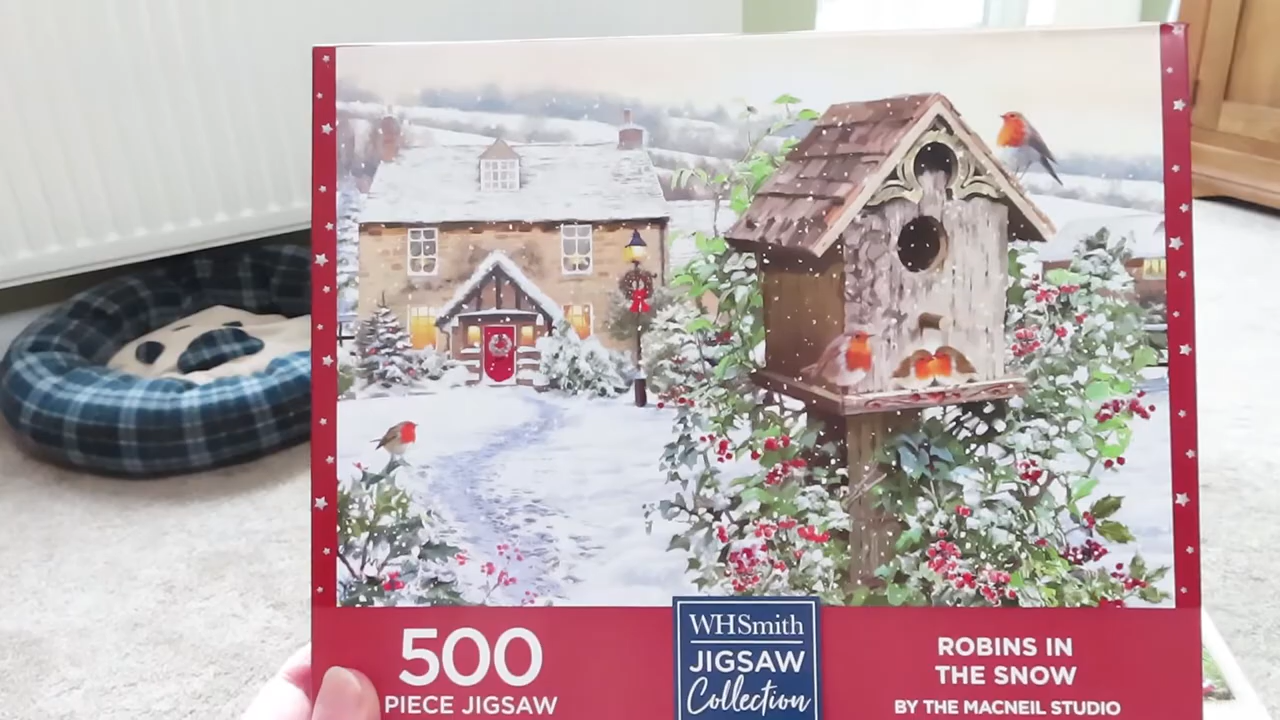 500
PIECE JIGSAW
WHSmith
JIGSAW
Collection
ROBINS IN
THE SNOW
BY THE MACNEIL STUDIO